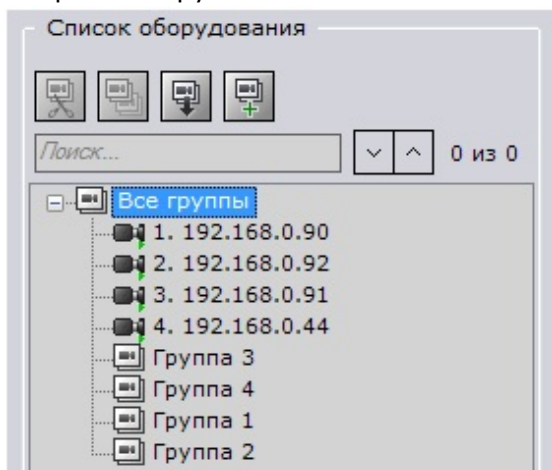 Список оборудования
Поиск...
0 из 0
Все группы
1. 192.168.0.90
2. 192.168.0.92
3. 192.168.0.91
4. 192.168.0.44
Группа 3
Группа 4
Группа 1
Группа 2